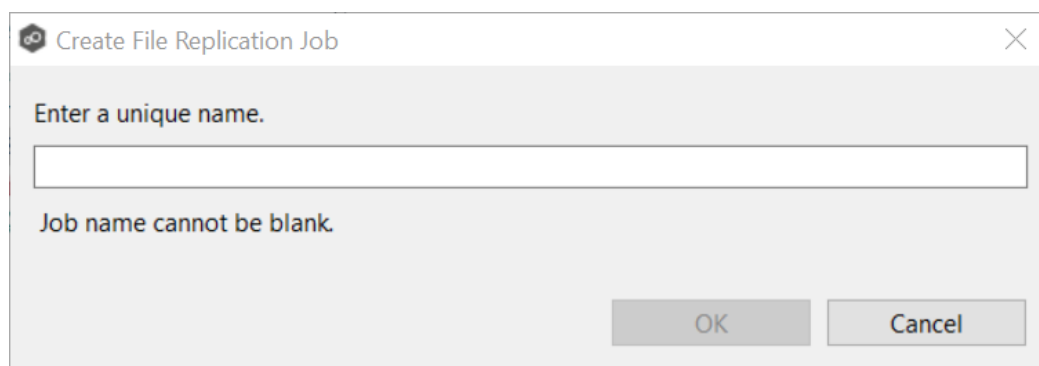 Create File Replication Job
Enter a unique name.
Job name cannot be blank.
OK Cancel